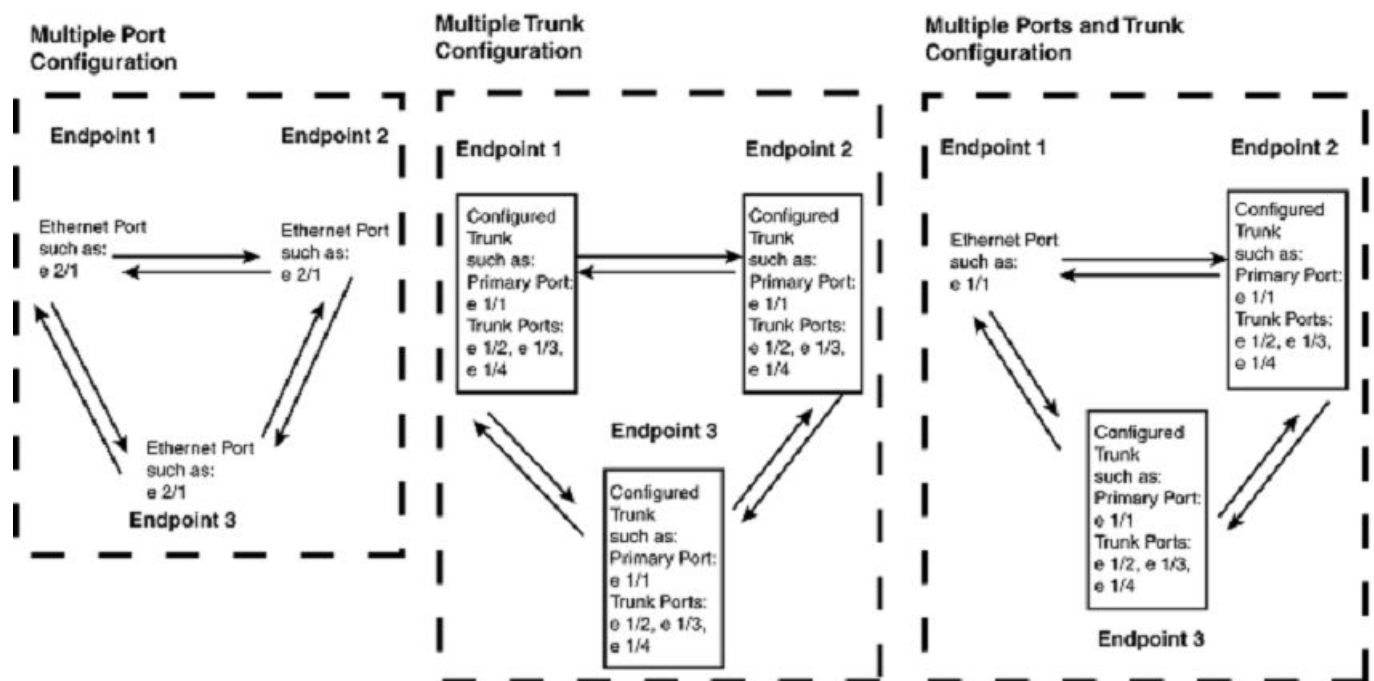 Multiple Port
Configuration
Endpoint 1
Endpoint 2
Ethernet Port
such as:
e 2/1
Ethernet Port
such as:
e 2/1
Ethernet Port
such as:
e 2/1
Endpoint 3
Multiple Trunk
Configuration
Endpoint 1
Endpoint 2
Configured
Trunk
such as:
Primary Port:
e 1/1
Trunk Ports:
e 1/2, e 1/3,
e 1/4
Configured
Trunk
such as:
Primary Port:
e 1/1
Trunk Ports:
e 1/2, e 1/3,
e 1/4
Endpoint 3
Configured
Trunk
such as:
Primary Port:
e 1/1
Trunk Ports:
e 1/2, e 1/3,
e 1/4
Multiple Ports and Trunk
Configuration
Endpoint 1
Endpoint 2
Ethernet Port
such as:
e 1/1
Configured
Trunk
such as:
Primary Port:
e 1/1
Trunk Ports:
e 1/2, e 1/3,
e 1/4
Configured
Trunk
such as:
Primary Port:
e 1/1
Trunk Ports:
e 1/2, e 1/3,
e 1/4
Endpoint 3